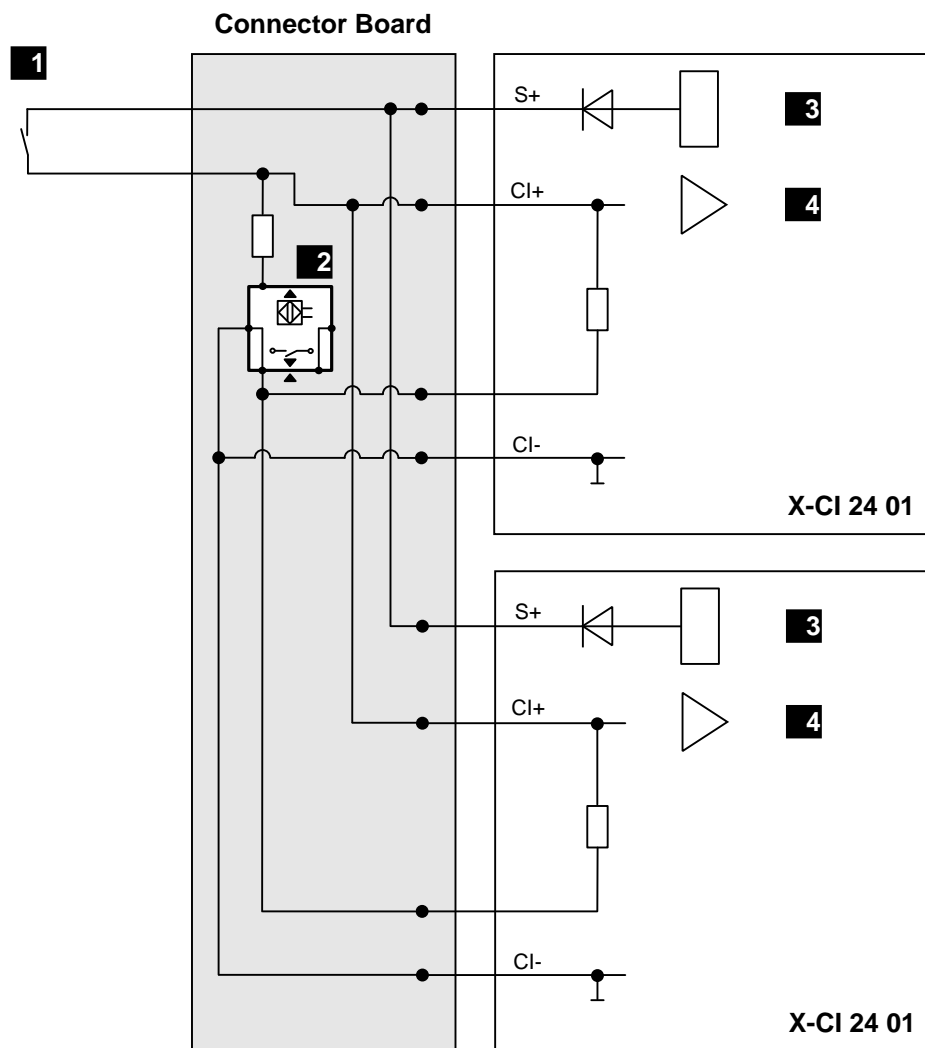 Connector Board
1
S+
3
CI+
4
2
CI-
X-CI 24 01
S+
3
CI+
4
CI-
X-CI 24 01